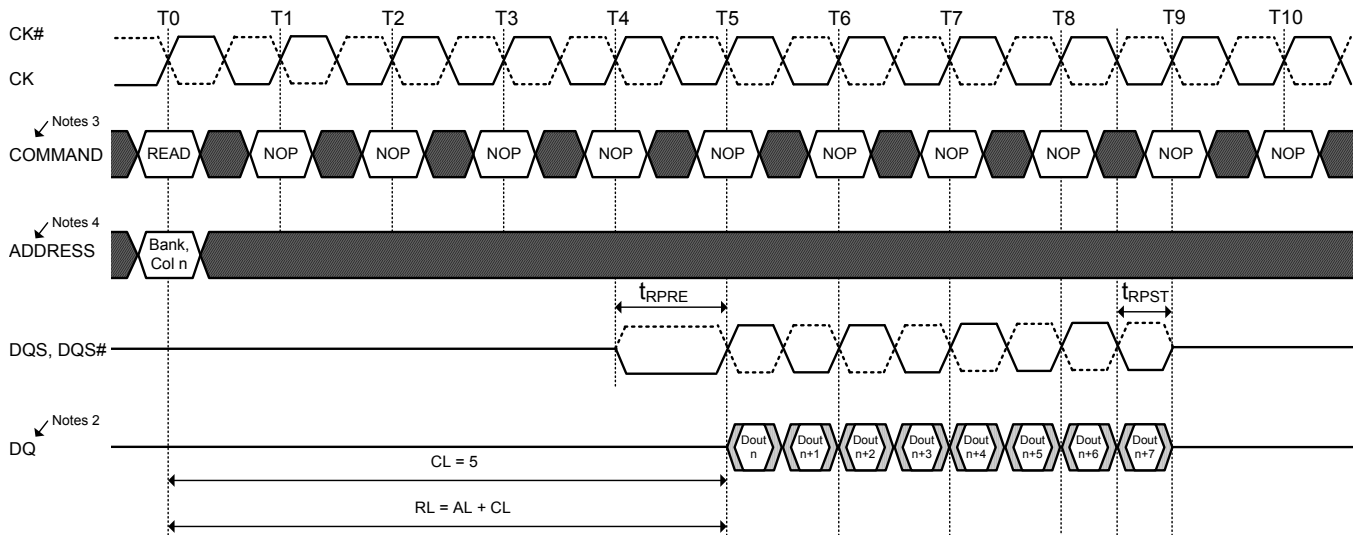 T0 T1 T2 T3 T4 T5 T6 T7 T8 T9 T10
CK#
CK
Notes 3
COMMAND READ NOP NOP NOP NOP NOP NOP NOP NOP NOP NOP
Notes 4
ADDRESS Bank,
Col n
tRPRE tRPST
DQS, DQS#
Notes 2
DQ Dout Dout Dout Dout Dout Dout Dout Dout
n n+1 n+2 n+3 n+4 n+5 n+6 n+7
CL = 5
RL = AL + CL